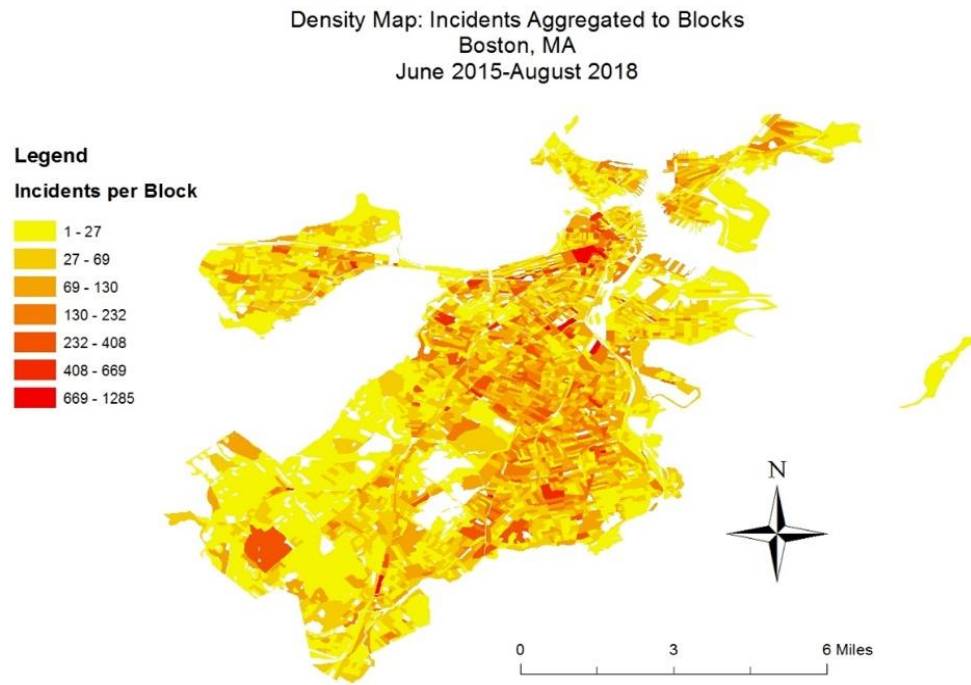 Density Map: Incidents Aggregated to Blocks
Boston, MA
June 2015-August 2018
Legend
Incidents per Block
1 - 27
27 - 69
69 - 130
130 - 232
232 - 408
408 - 669
669 - 1285
N
0 3 6 Miles